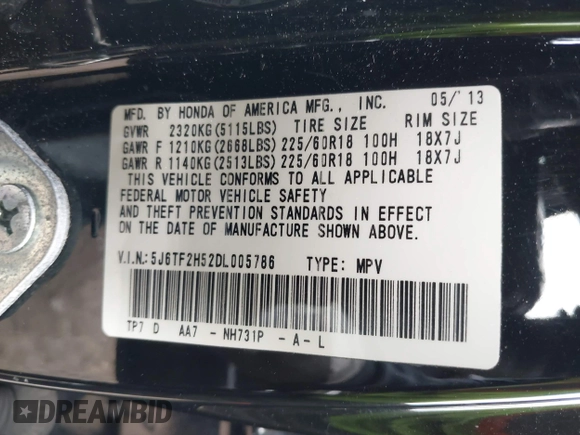 MFD. BY HONDA OF AMERICA MFG., INC. 05/'13
GVWR 2320KG(5115LBS) TIRE SIZE RIM SIZE
GAWR F 1210KG(2668LBS) 225/60R18 100H 18X7J
GAWR R 1140KG(2513LBS) 225/60R18 100H 18X7J
THIS VEHICLE CONFORMS TO ALL APPLICABLE
FEDERAL MOTOR VEHICLE SAFETY
AND THEFT PREVENTION STANDARDS IN EFFECT
ON THE DATE OF MANUFACTURE SHOWN ABOVE.
V.I.N.:5J6TF2H52DL005786 TYPE: MPV
TP7 D AA7 - NH731P - A - L
DREAMBID